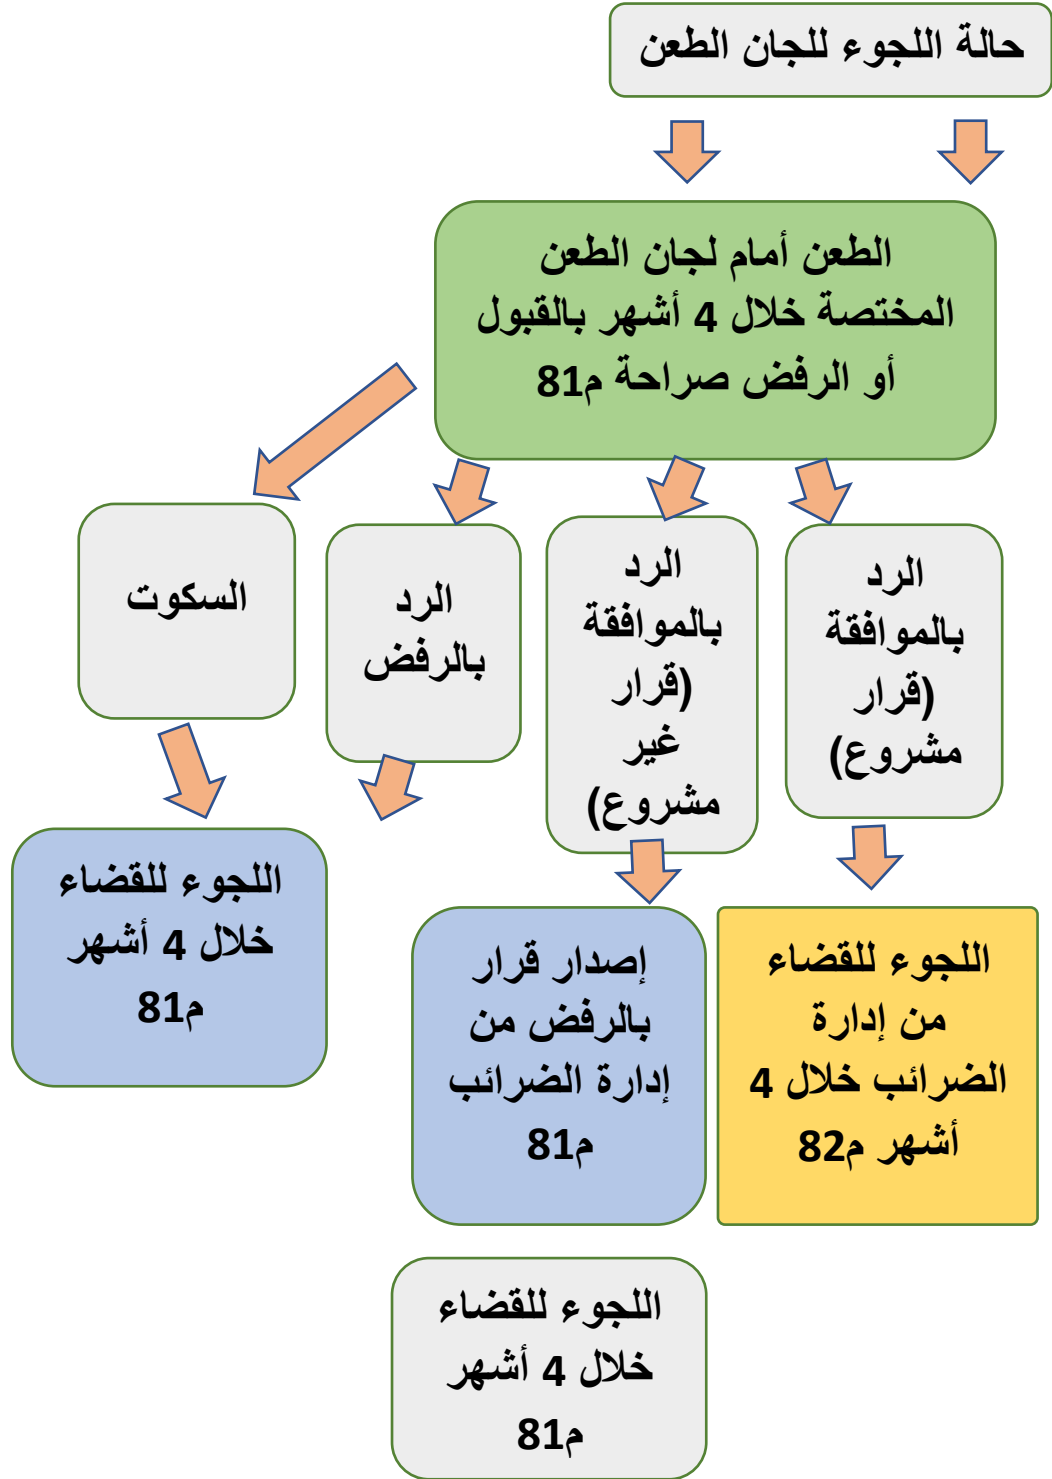 حالة اللجوء للجان الطعن
الطعن أمام لجان الطعن
المختصة خلال 4 أشهر بالقبول
أو الرفض صراحة م81
الرد
بالموافقة
(قرار
مشروع)
الرد
بالموافقة
(قرار
غير
مشروع)
الرد
بالرفض
السكوت
اللجوء للقضاء
من إدارة
الضرائب خلال 4
أشهر م82
إصدار قرار
بالرفض من
إدارة الضرائب
م81
اللجوء للقضاء
خلال 4 أشهر
م81
اللجوء للقضاء
خلال 4 أشهر
م81